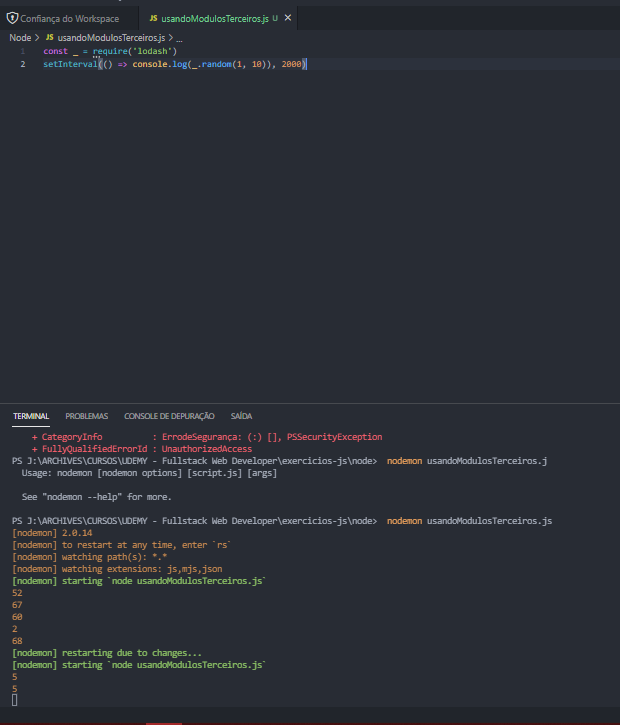 Confiança do Workspace
JS usandoModulosTerceiros.js U ×
Node > JS usandoModulosTerceiros.js > ...
1 const _ = require('lodash')
2 setInterval(() => console.log(_.random(1, 10)), 2000)
TERMINAL PROBLEMAS CONSOLE DE DEPURAÇÃO SAÍDA
+ CategoryInfo : ErrodeSegurança: (:) [], PSSecurityException
+ FullyQualifiedErrorId : UnauthorizedAccess
PS J:\ARCHIVES\CURSOS\UDEMY - Fullstack Web Developer\exercicios-js\node> nodemon usandoModulosTerceiros.j
Usage: nodemon [nodemon options] [script.js] [args]
See "nodemon --help" for more.
PS J:\ARCHIVES\CURSOS\UDEMY - Fullstack Web Developer\exercicios-js\node> nodemon usandoModulosTerceiros.js
[nodemon] 2.0.14
[nodemon] to restart at any time, enter `rs`
[nodemon] watching path(s): *.*
[nodemon] watching extensions: js,mjs,json
[nodemon] starting `node usandoModulosTerceiros.js`
52
67
60
2
68
[nodemon] restarting due to changes...
[nodemon] starting `node usandoModulosTerceiros.js`
5
5